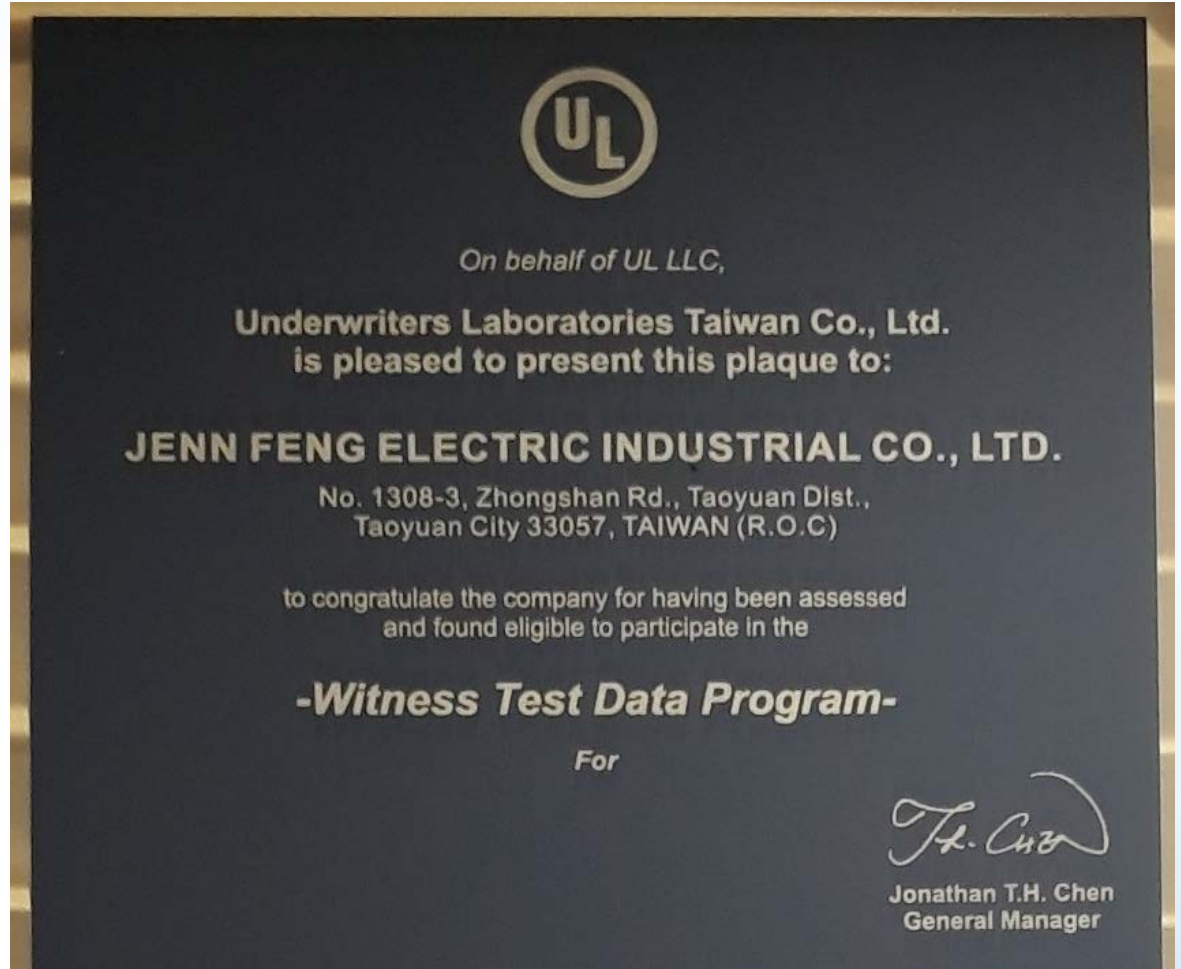 UL
On behalf of UL LLC,
Underwriters Laboratories Taiwan Co., Ltd.
is pleased to present this plaque to:
JENN FENG ELECTRIC INDUSTRIAL CO., LTD.
No. 1308-3, Zhongshan Rd., Taoyuan Dist.,
Taoyuan City 33057, TAIWAN (R.O.C)
to congratulate the company for having been assessed
and found eligible to participate in the
-Witness Test Data Program-
For
T.H. Chen
Jonathan T.H. Chen
General Manager